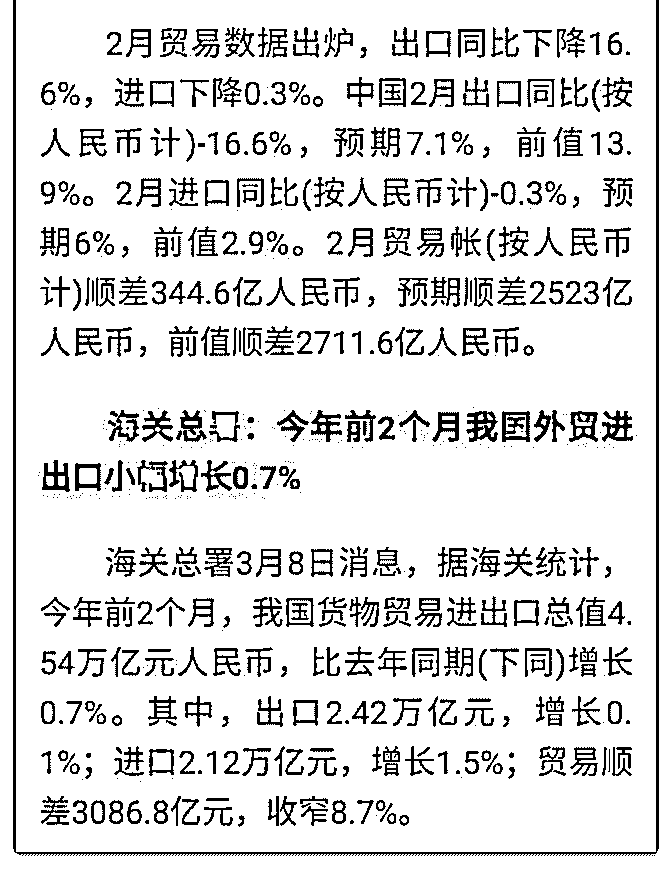 2月贸易数据出炉，出口同比下降16.
6%，进口下降0.3%。中国2月出口同比(按
人民币计)-16.6%，预期7.1%，前值13.
9%。2月进口同比(按人民币计)-0.3%，预
期6%，前值2.9%。2月贸易帐(按人民币
计)顺差344.6亿人民币，预期顺差2523亿
人民币，前值顺差2711.6亿人民币。
海关总署：今年前2个月我国外贸进
出口小幅增长0.7%
海关总署3月8日消息，据海关统计，
今年前2个月，我国货物贸易进出口总值4.
54万亿元人民币，比去年同期(下同)增长
0.7%。其中，出口2.42万亿元，增长0.
1%；进口2.12万亿元，增长1.5%；贸易顺
差3086.8亿元，收窄8.7%。